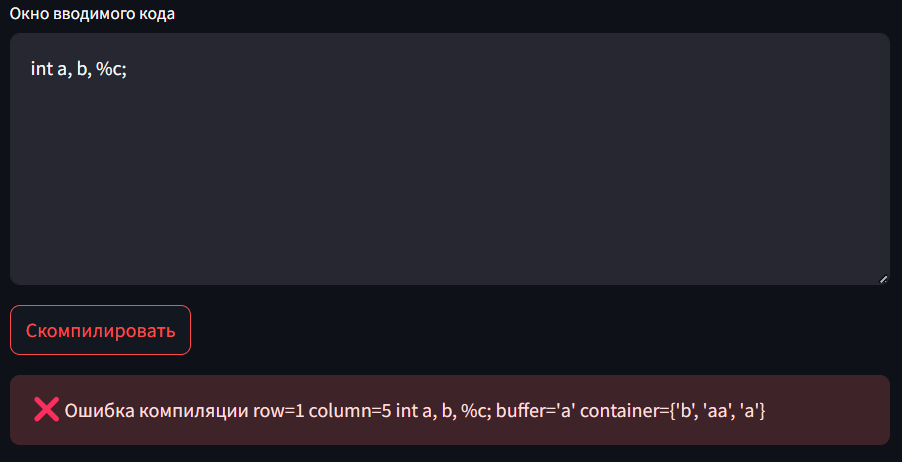 Окно вводимого кода
int a, b, %c;
Скомпилировать
❌ Ошибка компиляции row=1 column=5 int a, b, %c; buffer='a' container={'b', 'aa', 'a'}